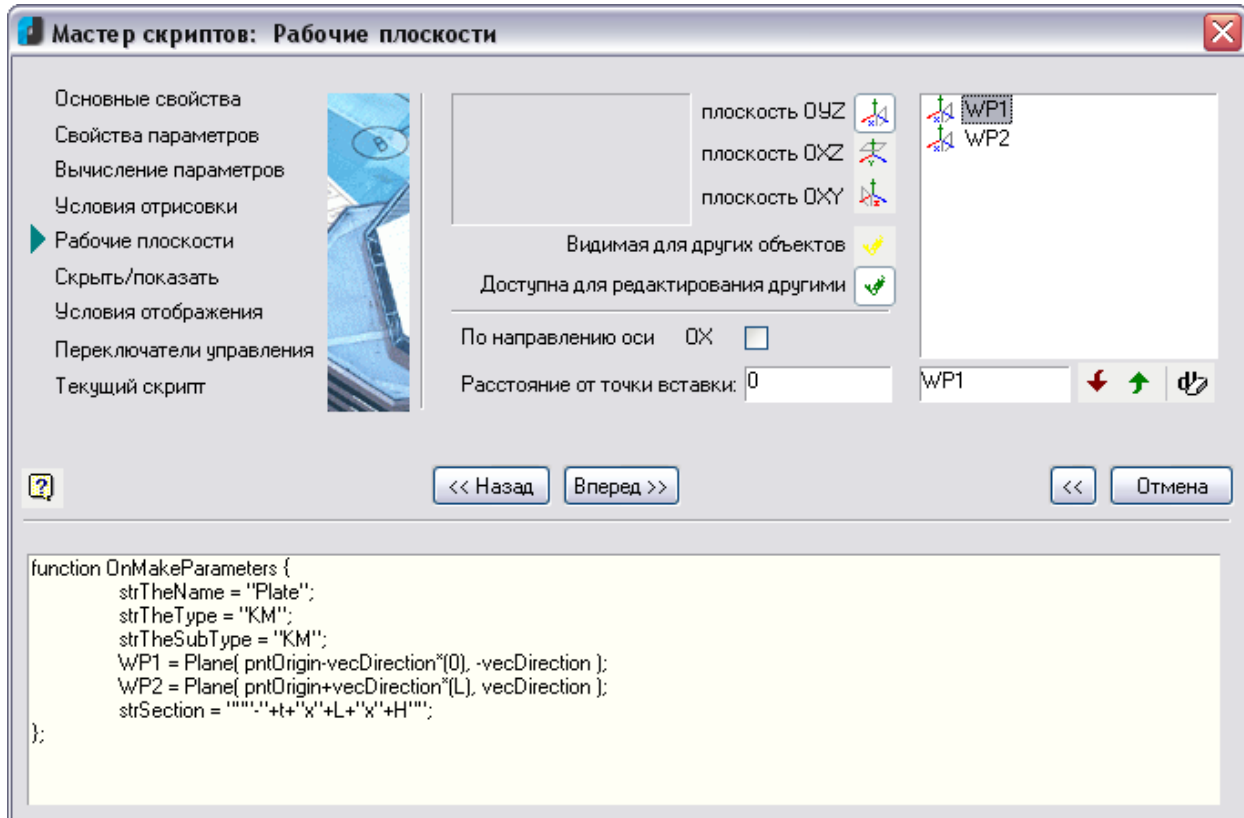 Мастер скриптов: Рабочие плоскости
Основные свойства
Свойства параметров
Вычисление параметров
Условия отрисовки
Рабочие плоскости
Скрыть/показать
Условия отображения
Переключатели управления
Текущий скрипт
B
плоскость OYZ
плоскость OXZ
плоскость OXY
Видимая для других объектов
Доступна для редактирования другими
По направлению оси OX
Расстояние от точки вставки: 0
WP1
WP2
WP1
<< Назад
Вперед >>
<<
Отмена
function OnMakeParameters {
strTheName = "Plate";
strTheType = "KM";
strTheSubType = "KM";
WP1 = Plane( pntOrigin-vecDirection*(0), -vecDirection );
WP2 = Plane( pntOrigin+vecDirection*(L), vecDirection );
strSection = """'-"+t+"x"+L+"x"+H""";
};